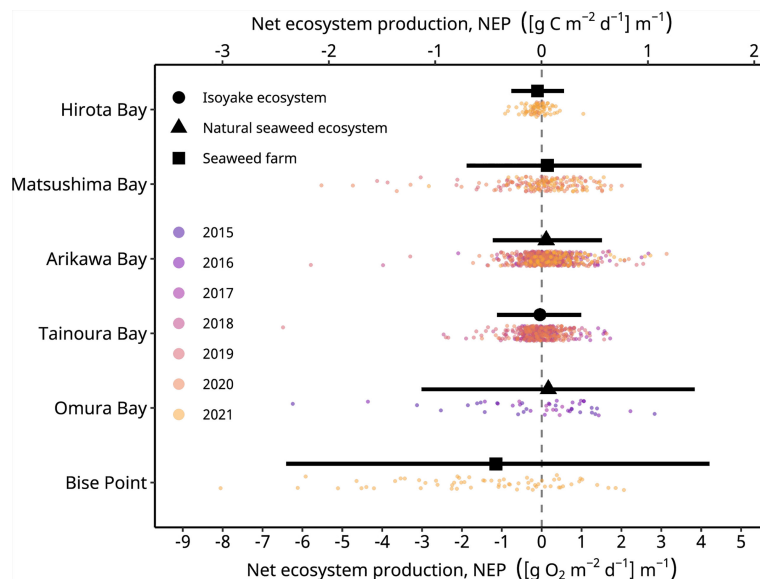 Net ecosystem production, NEP ([g C m⁻² d⁻¹] m⁻¹)
-3 -2 -1 0 1 2
Hirota Bay
Matsushima Bay
Arikawa Bay
Tainoura Bay
Omura Bay
Bise Point
Isoyake ecosystem
Natural seaweed ecosystem
Seaweed farm
2015
2016
2017
2018
2019
2020
2021
-9 -8 -7 -6 -5 -4 -3 -2 -1 0 1 2 3 4 5
Net ecosystem production, NEP ([g O₂ m⁻² d⁻¹] m⁻¹)